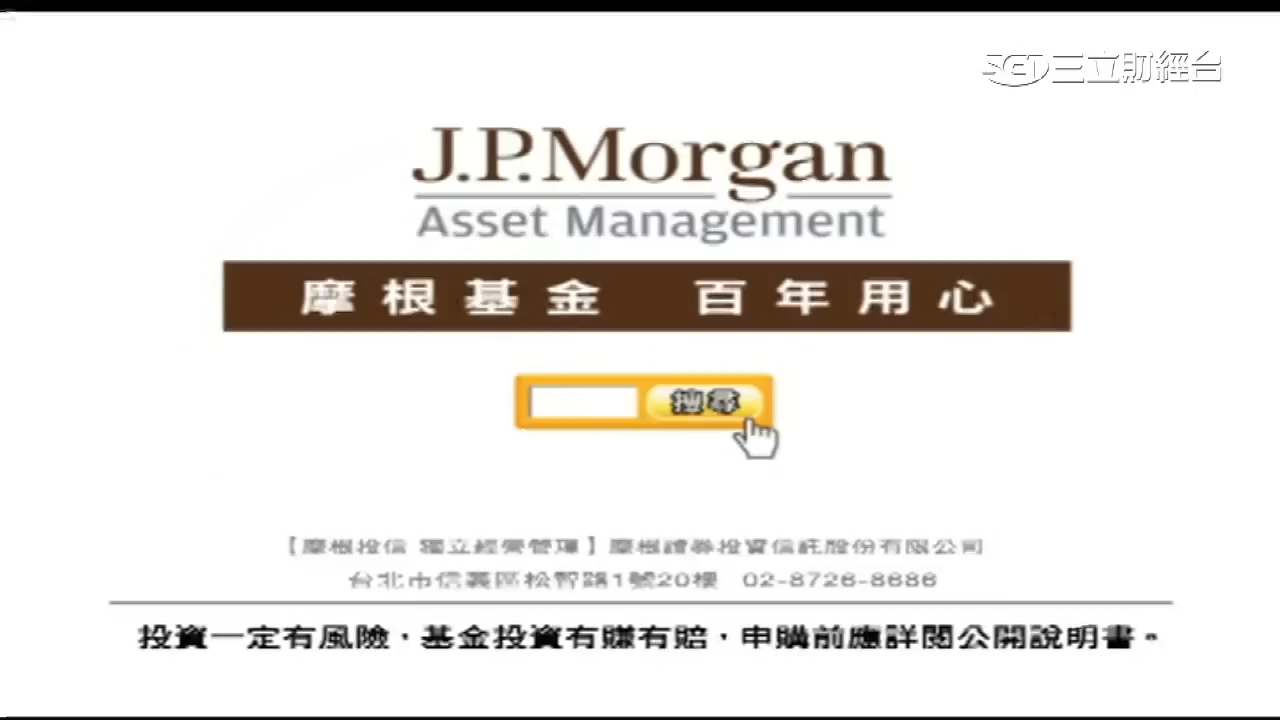 SET三立財經台
J.P.Morgan
Asset Management
摩根基金 百年用心
搜尋
【摩根投信 獨立經營管理】摩根證券投資信託股份有限公司
台北市信義區松智路1號20樓 02-8726-8686
投資一定有風險，基金投資有賺有賠，申購前應詳閱公開說明書。